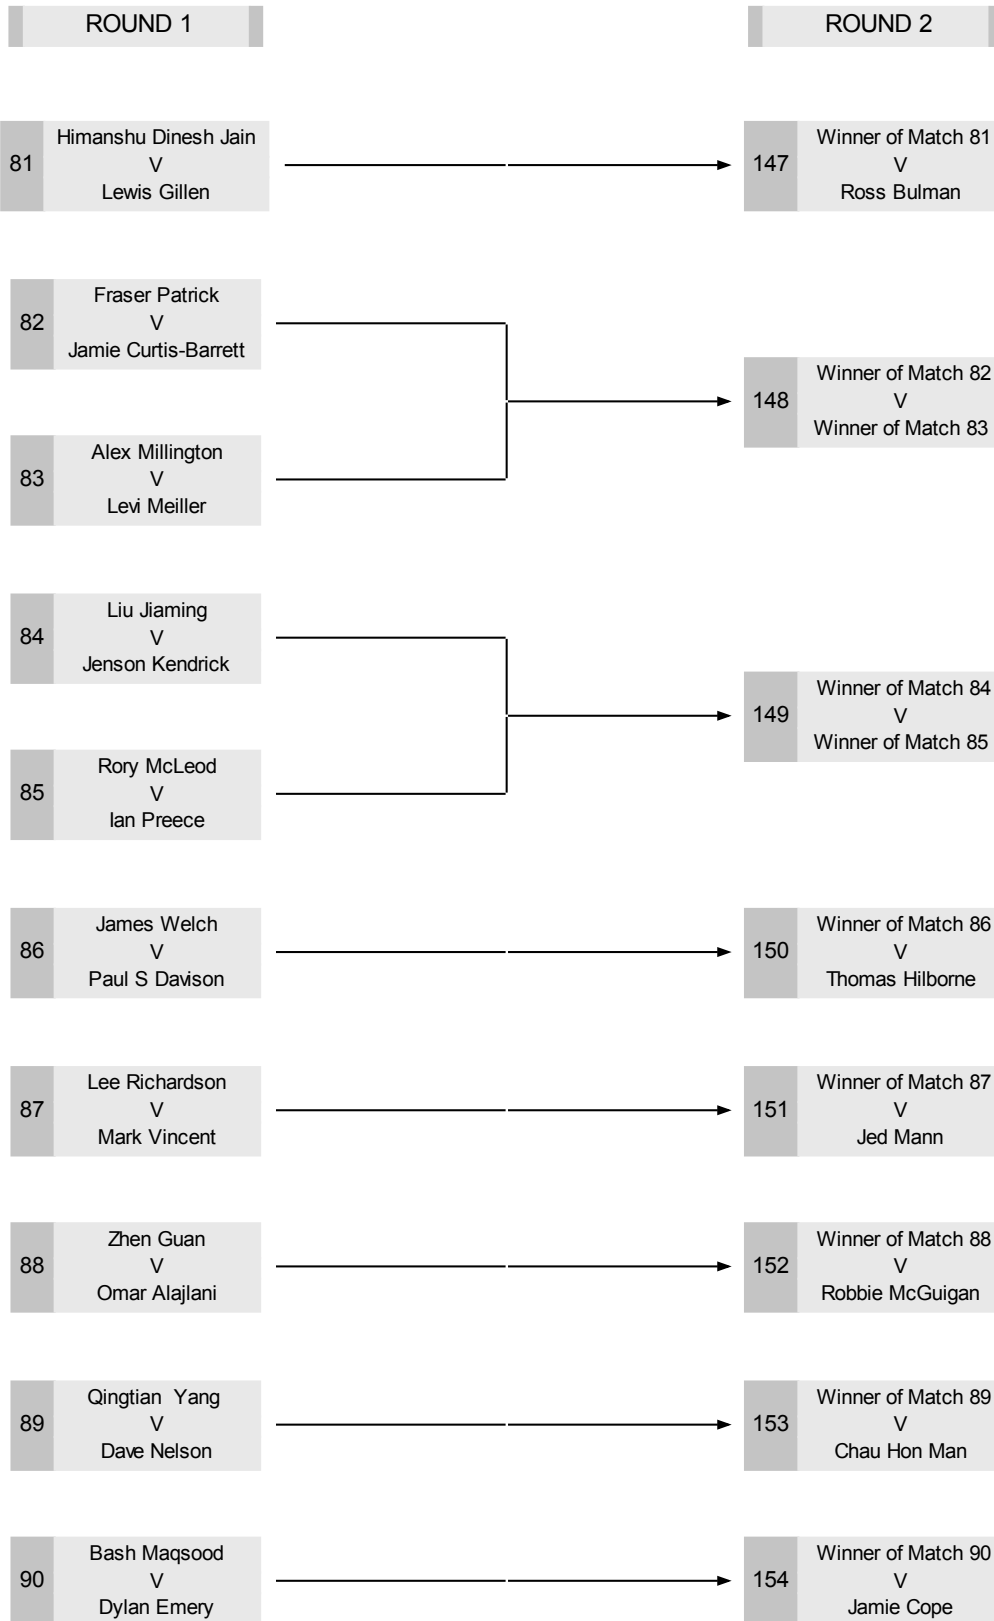 ROUND 1
ROUND 2
81
Himanshu Dinesh Jain
V
Lewis Gillen
147
Winner of Match 81
V
Ross Bulman
82
Fraser Patrick
V
Jamie Curtis-Barrett
83
Alex Millington
V
Levi Meiller
148
Winner of Match 82
V
Winner of Match 83
84
Liu Jiaming
V
Jenson Kendrick
85
Rory McLeod
V
Ian Preece
149
Winner of Match 84
V
Winner of Match 85
86
James Welch
V
Paul S Davison
150
Winner of Match 86
V
Thomas Hilborne
87
Lee Richardson
V
Mark Vincent
151
Winner of Match 87
V
Jed Mann
88
Zhen Guan
V
Omar Alajlani
152
Winner of Match 88
V
Robbie McGuigan
89
Qingtian  Yang
V
Dave Nelson
153
Winner of Match 89
V
Chau Hon Man
90
Bash Maqsood
V
Dylan Emery
154
Winner of Match 90
V
Jamie Cope